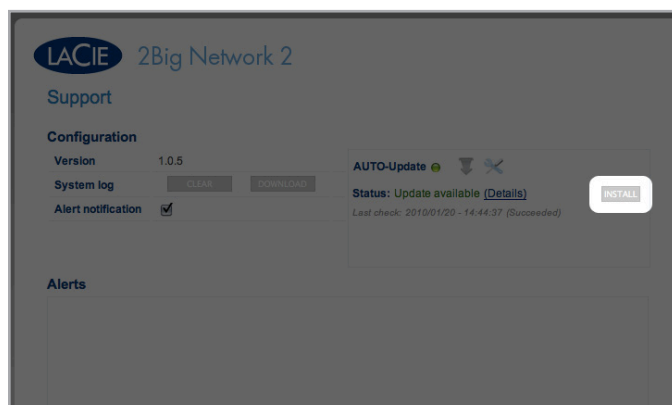 LACIE 2Big Network 2
Support
Configuration
Version 1.0.5
System log CLEAR DOWNLOAD
Alert notification
AUTO-Update
Status: Update available (Details)
INSTALL
Last check: 2010/01/20 - 14:44:37 (Succeeded)
Alerts